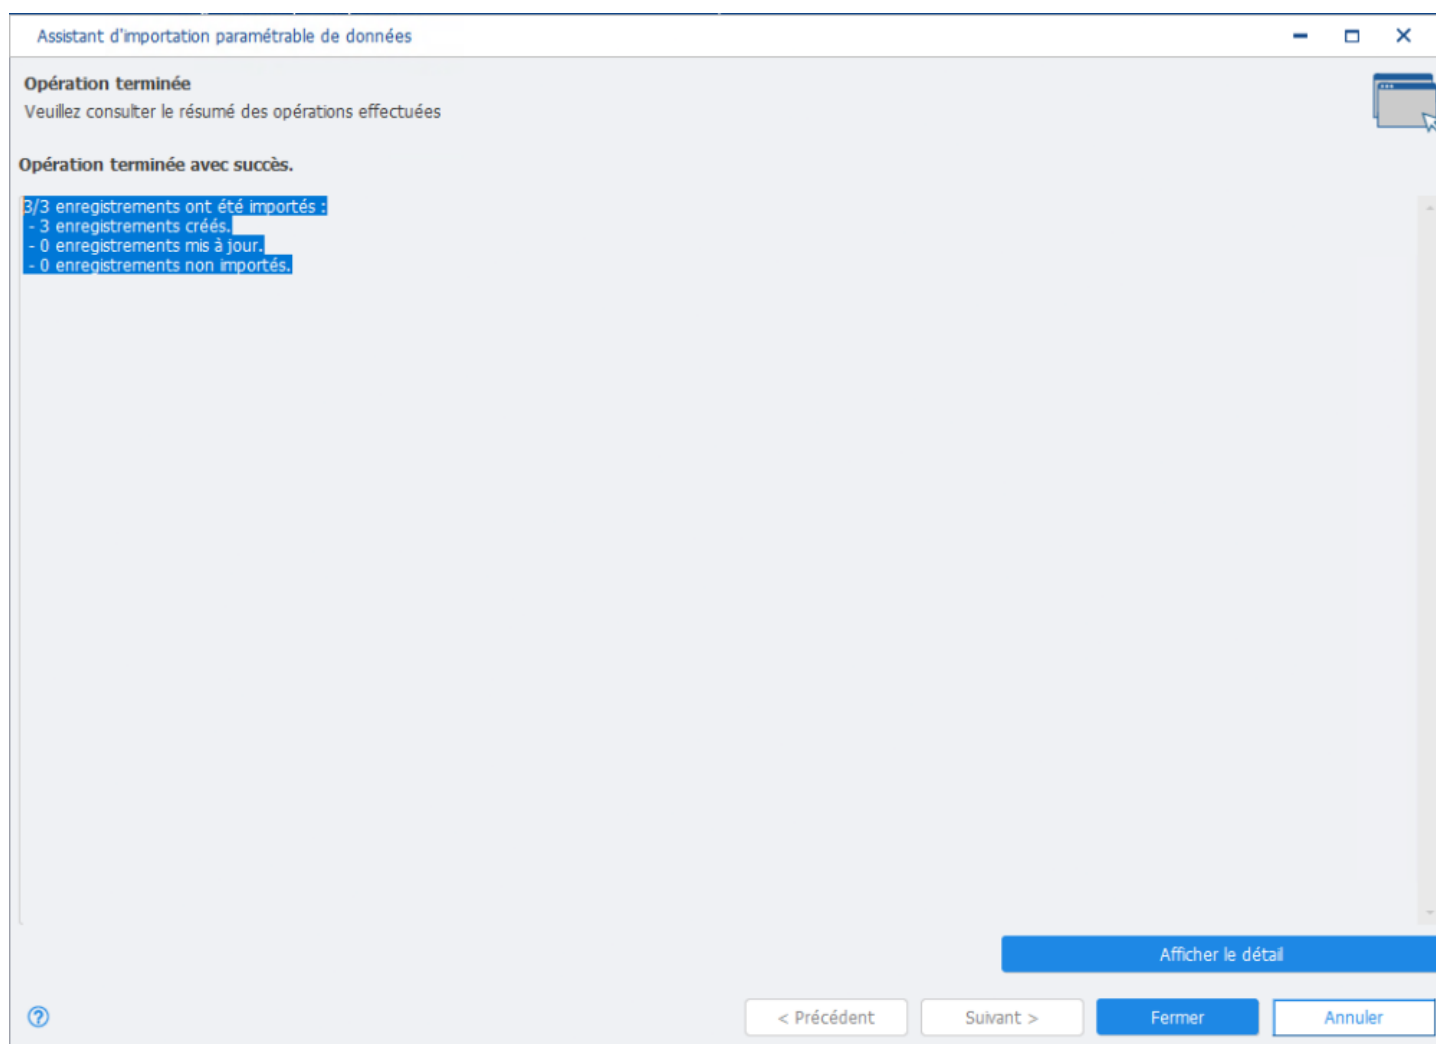 Assistant d'importation paramétrable de données
Opération terminée
Veuillez consulter le résumé des opérations effectuées
Opération terminée avec succès.
3/3 enregistrements ont été importés :
- 3 enregistrements créés.
- 0 enregistrements mis à jour.
- 0 enregistrements non importés.
Afficher le détail
?
< Précédent
Suivant >
Fermer
Annuler